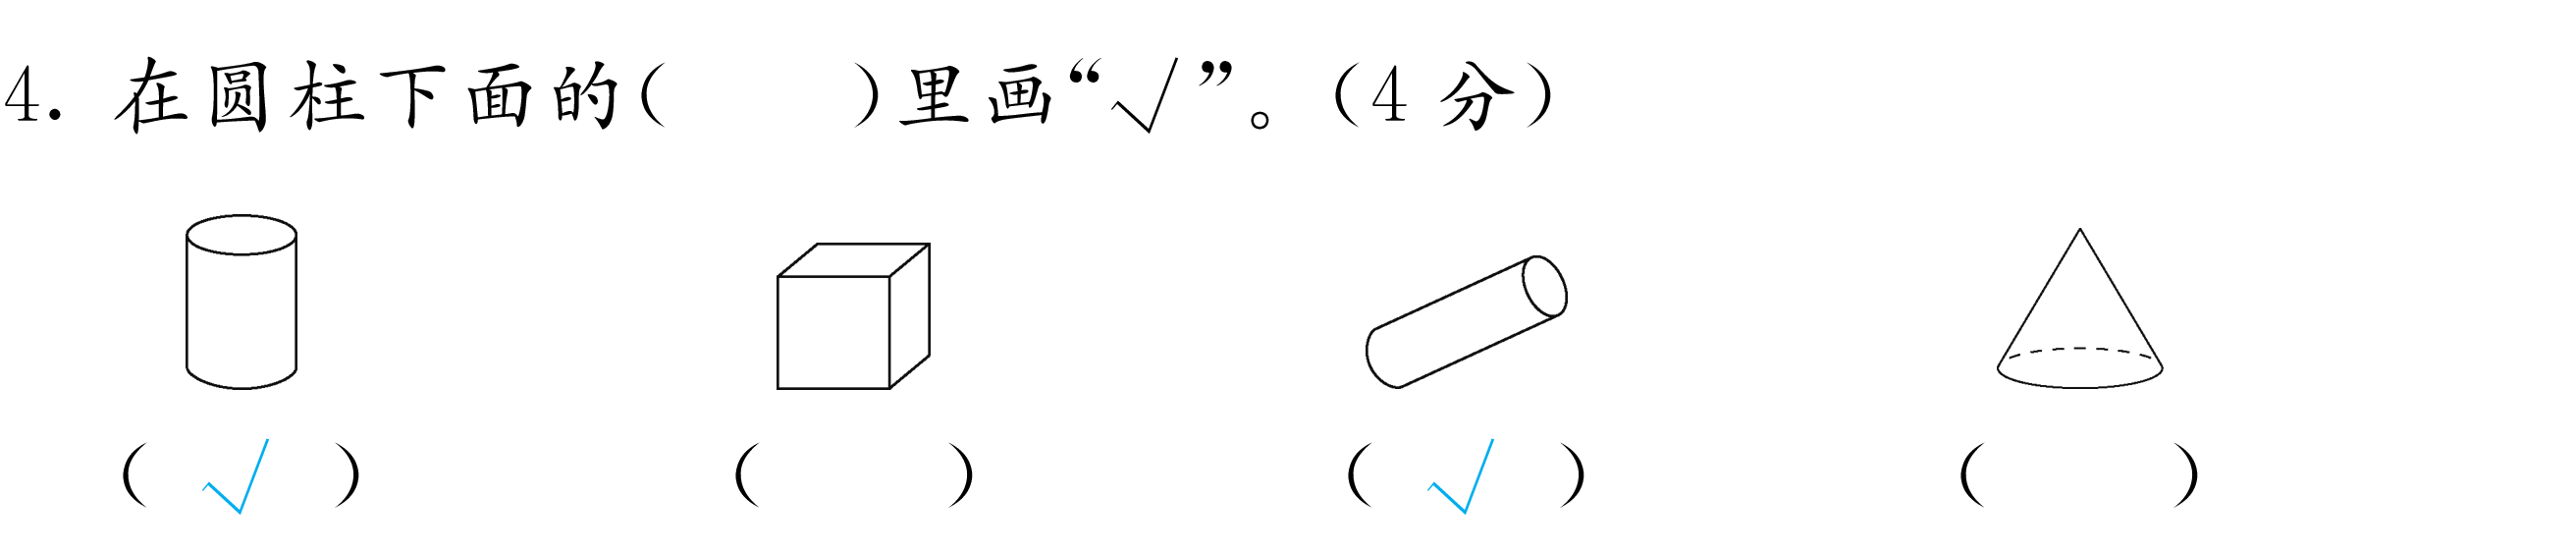 4. 在圆柱下面的(  )里画“√”。(4 分)
( √ ) (  ) ( √ ) (  )